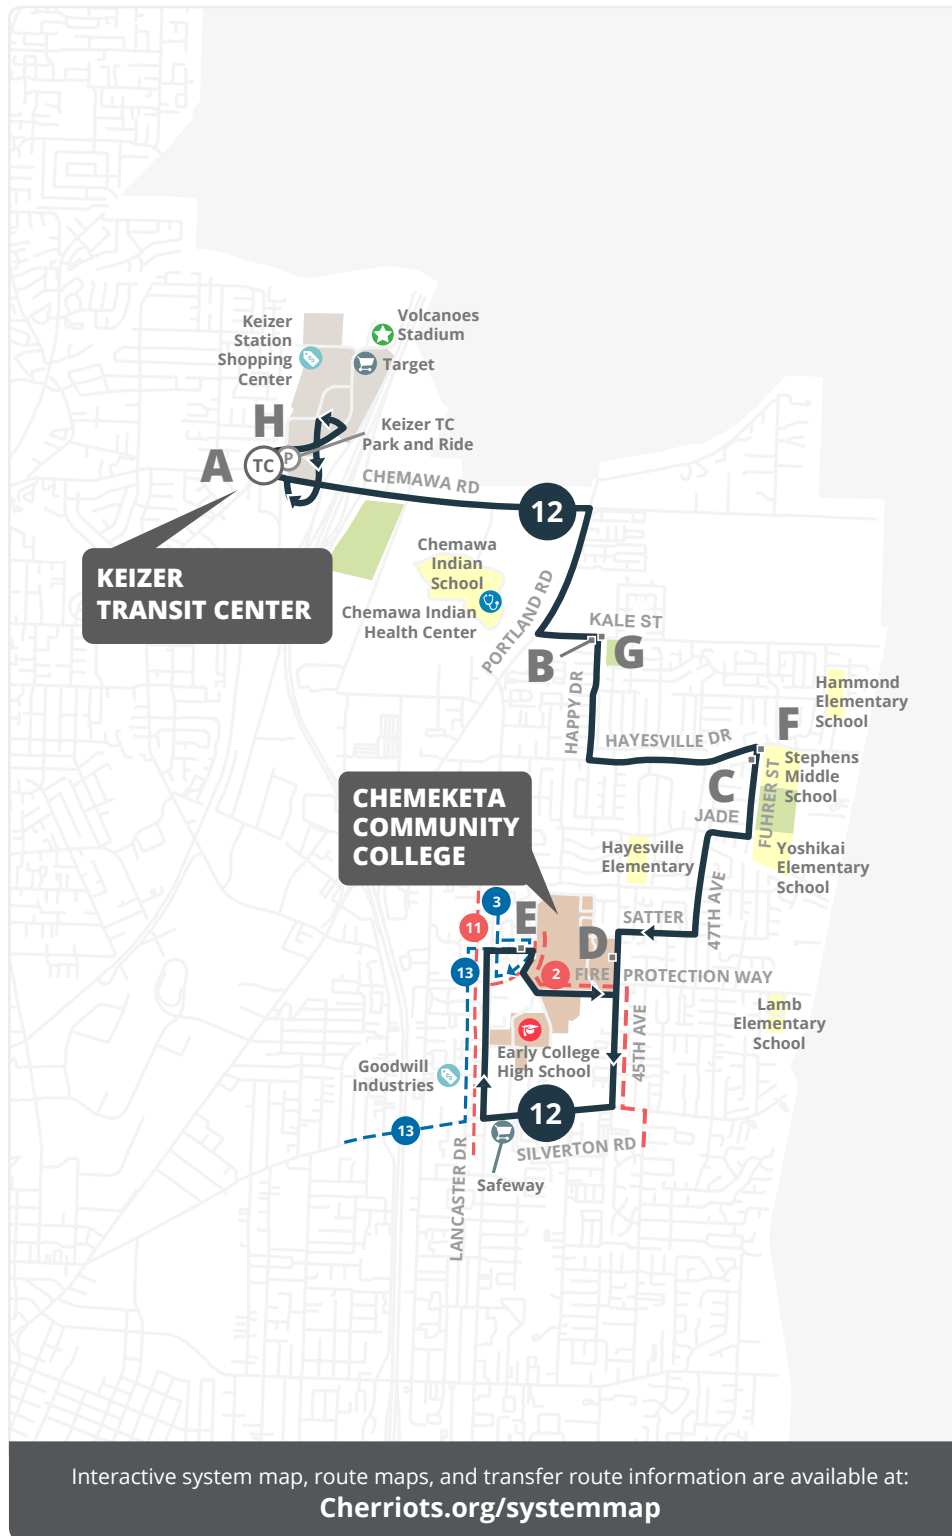 Keizer
Station
Shopping
Center
Volcanoes
Stadium
Target
H
Keizer TC
Park and Ride
A
TC
P
CHEMAWA RD
12
KEIZER
TRANSIT CENTER
Chemawa
Indian
School
Chemawa Indian
Health Center
PORTLAND RD
KALE ST
B
G
HAPPY DR
Hammond
Elementary
School
F
HAYESVILLE DR
Stephens
Middle
School
C
FUHRER ST
JADE
CHEMEKETA
COMMUNITY
COLLEGE
Hayesville
Elementary
Yoshikai
Elementary
School
47TH AVE
3
E
11
SATTER
D
13
2
FIRE PROTECTION WAY
Lamb
Elementary
School
45TH AVE
Early College
High School
Goodwill
Industries
12
13
SILVERTON RD
LANCASTER DR
Safeway
Interactive system map, route maps, and transfer route information are available at:
Cherriots.org/systemmap